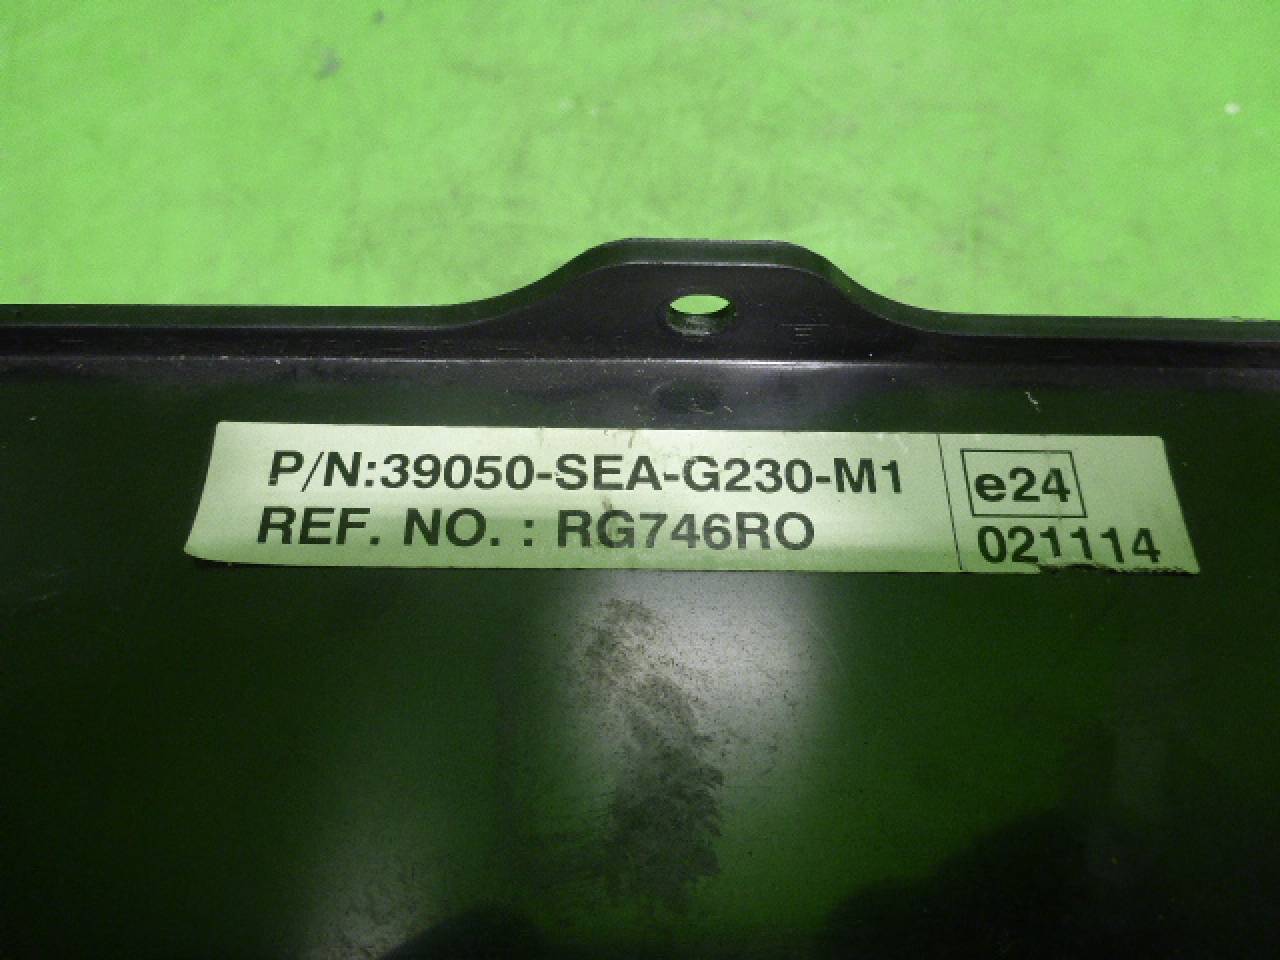 P/N:39050-SEA-G230-M1
REF. NO. : RG746RO
e24
021114